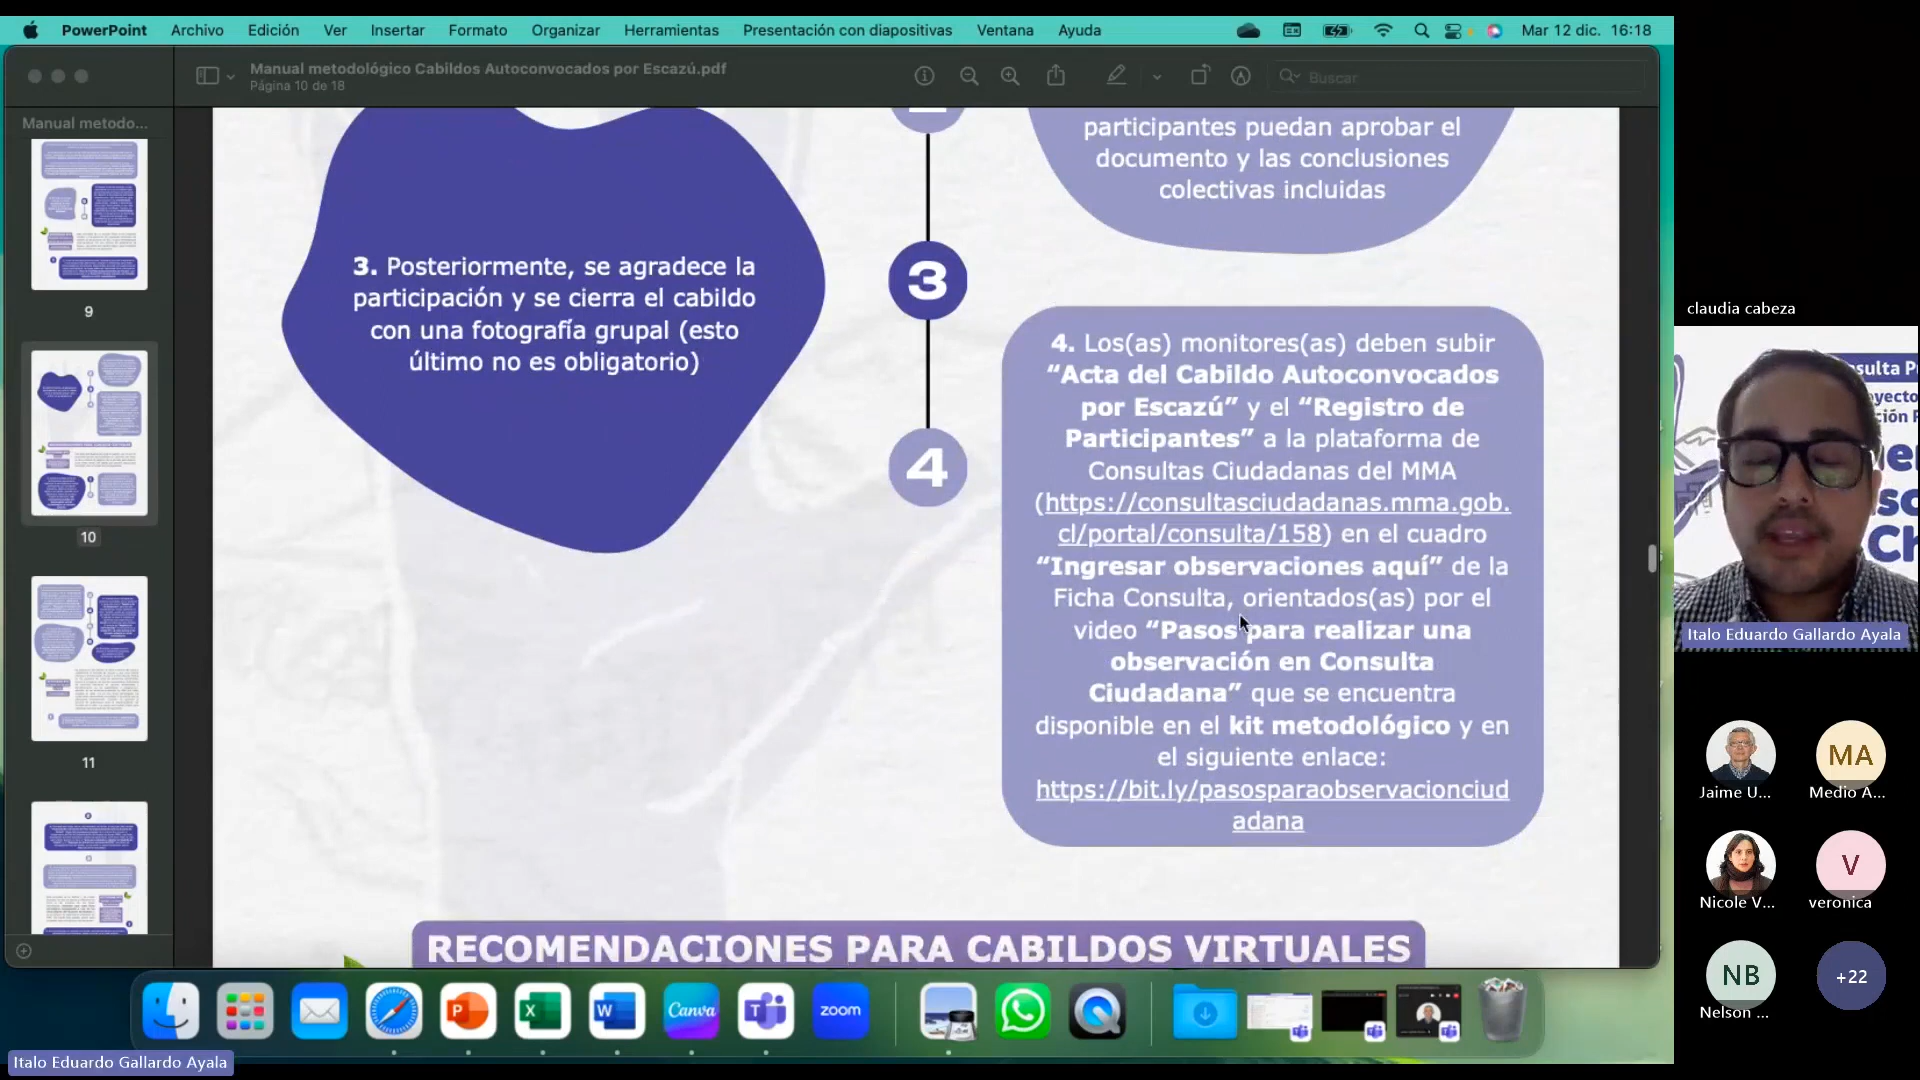 PowerPoint Archivo Edición Ver Insertar Formato Organizar Herramientas Presentación con diapositivas Ventana Ayuda Mar 12 dic. 16:18
Manual metodológico Cabildos Autoconvocados por Escazú.pdf
Página 10 de 18
Buscar
Manual metodo...
9
10
11
participantes puedan aprobar el
documento y las conclusiones
colectivas incluidas
3. Posteriormente, se agradece la
participación y se cierra el cabildo
con una fotografía grupal (esto
último no es obligatorio)
3
4
4. Los(as) monitores(as) deben subir
“Acta del Cabildo Autoconvocados
por Escazú” y el “Registro de
Participantes” a la plataforma de
Consultas Ciudadanas del MMA
(https://consultasciudadanas.mma.gob.
cl/portal/consulta/158) en el cuadro
“Ingresar observaciones aquí” de la
Ficha Consulta, orientados(as) por el
video “Pasos para realizar una
observación en Consulta
Ciudadana” que se encuentra
disponible en el kit metodológico y en
el siguiente enlace:
https://bit.ly/pasosparaobservacionciud
adana
RECOMENDACIONES PARA CABILDOS VIRTUALES
Canva
zoom
Italo Eduardo Gallardo Ayala
claudia cabeza
Italo Eduardo Gallardo Ayala
Jaime U...
MA
Medio A...
Nicole V...
V
veronica
NB
Nelson ...
+22